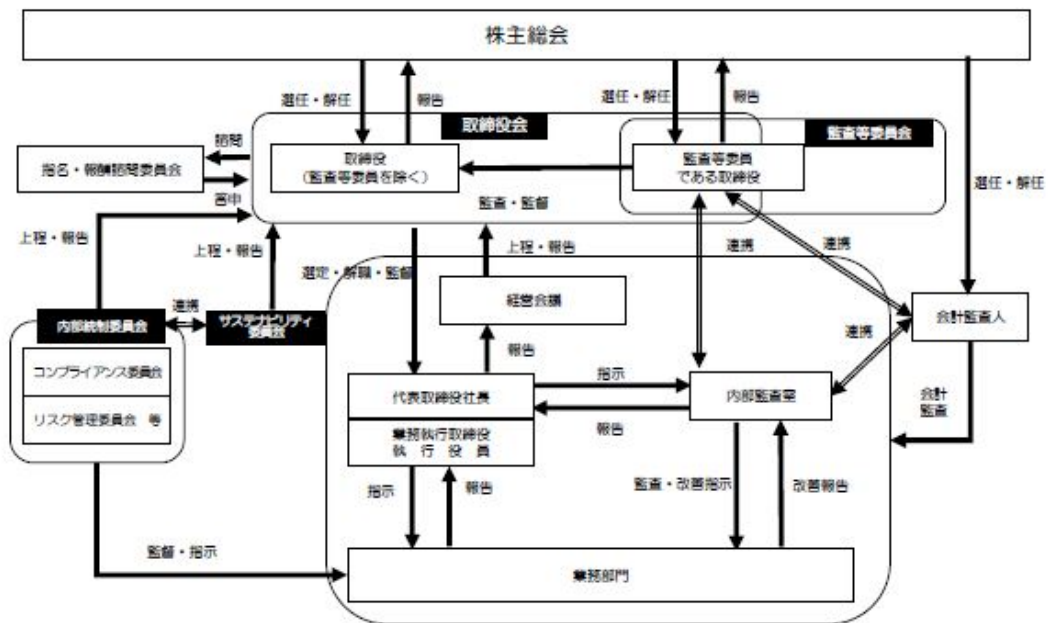 株主総会
選任・解任
報告
選任・解任
報告
取締役会
監査等委員会
諮問
指名・報酬諮問委員会
取締役
(監査等委員を除く)
監査等委員
である取締役
選任・解任
答申
監査・監督
上程・報告
上程・報告
選定・解職・監督
上程・報告
連携
連携
経営会議
連携
内部統制委員会
サステナビリティ
委員会
会計監査人
連携
コンプライアンス委員会
報告
リスク管理委員会 等
代表取締役社長
指示
内部監査室
報告
会計
監査
業務執行取締役
執行役員
指示
報告
監査・改善指示
改善報告
監督・指示
業務部門